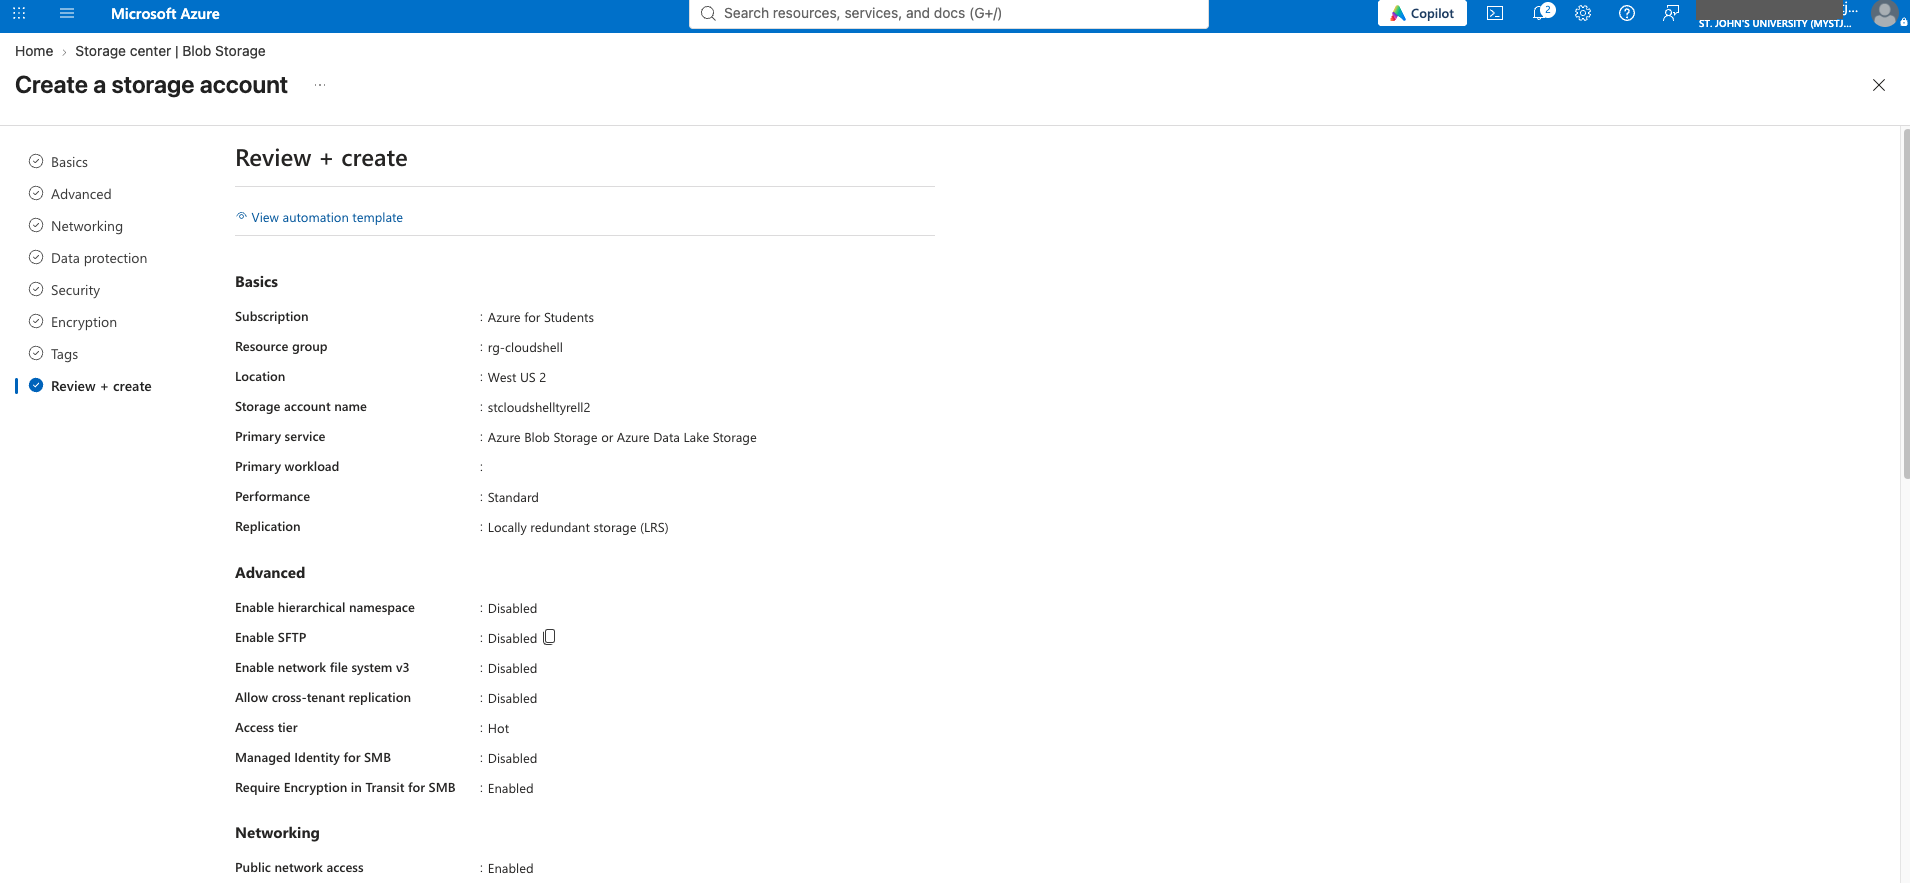 Microsoft Azure
Search resources, services, and docs (G+/)
Copilot
2
j...
ST. JOHN'S UNIVERSITY (MYSTJ...
Home > Storage center | Blob Storage
Create a storage account ...
Basics
Advanced
Networking
Data protection
Security
Encryption
Tags
Review + create
Review + create
View automation template
Basics
Subscription : Azure for Students
Resource group : rg-cloudshell
Location : West US 2
Storage account name : stcloudshelltyrell2
Primary service : Azure Blob Storage or Azure Data Lake Storage
Primary workload :
Performance : Standard
Replication : Locally redundant storage (LRS)
Advanced
Enable hierarchical namespace : Disabled
Enable SFTP : Disabled
Enable network file system v3 : Disabled
Allow cross-tenant replication : Disabled
Access tier : Hot
Managed Identity for SMB : Disabled
Require Encryption in Transit for SMB : Enabled
Networking
Public network access : Enabled